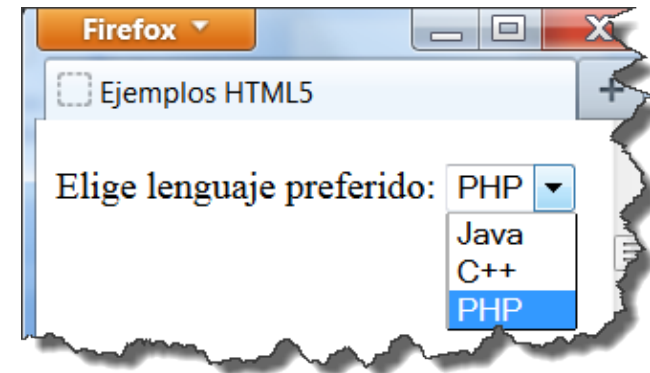 Firefox
Ejemplos HTML5
Elige lenguaje preferido: PHP
Java
C++
PHP